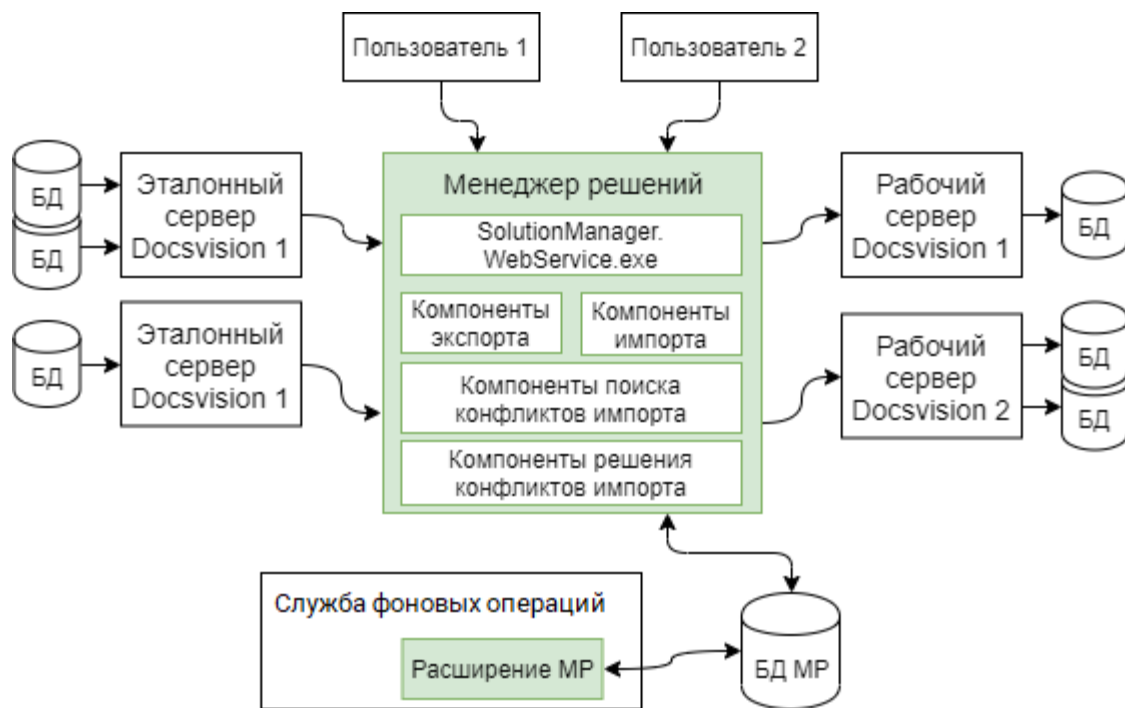 Пользователь 1
Пользователь 2
БД
БД
Эталонный
сервер
Docsvision 1
Менеджер решений
SolutionManager.
WebService.exe
Рабочий
сервер
Docsvision 1
БД
БД
Эталонный
сервер
Docsvision 1
Компоненты
экспорта
Компоненты
импорта
Компоненты поиска
конфликтов импорта
Компоненты решения
конфликтов импорта
Рабочий
сервер
Docsvision 2
БД
БД
Служба фоновых операций
Расширение МР
БД МР